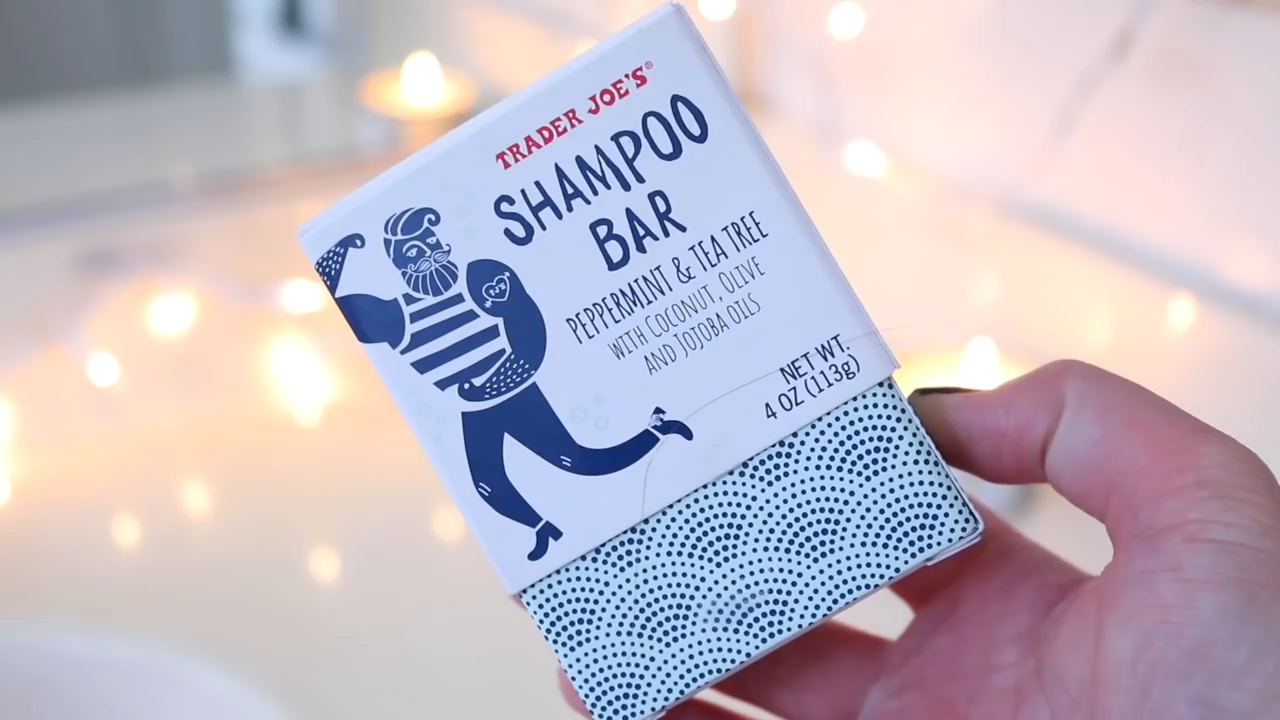 TRADER JOE'S®
SHAMPOO
BAR
PEPPERMINT & TEA TREE
WITH COCONUT, OLIVE
AND JOJOBA OILS
NET WT.
4 OZ (113g)